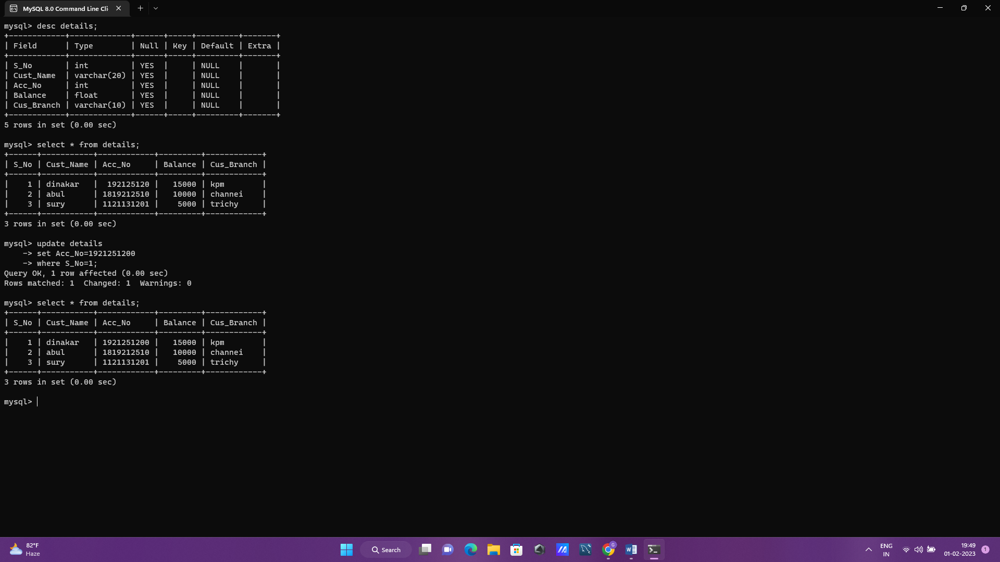 MySQL 8.0 Command Line Cli
mysql> desc details;
+------------+-------------+------+-----+---------+-------+
| Field      | Type        | Null | Key | Default | Extra |
+------------+-------------+------+-----+---------+-------+
| S_No       | int         | YES  |     | NULL    |       |
| Cust_Name  | varchar(20) | YES  |     | NULL    |       |
| Acc_No     | int         | YES  |     | NULL    |       |
| Balance    | float       | YES  |     | NULL    |       |
| Cus_Branch | varchar(10) | YES  |     | NULL    |       |
+------------+-------------+------+-----+---------+-------+
5 rows in set (0.00 sec)
mysql> select * from details;
+------+-----------+------------+---------+------------+
| S_No | Cust_Name | Acc_No     | Balance | Cus_Branch |
+------+-----------+------------+---------+------------+
|    1 | dinakar   |  192125120 |   15000 | kpm        |
|    2 | abul      | 1819212510 |   10000 | channei    |
|    3 | sury      | 1121131201 |    5000 | trichy     |
+------+-----------+------------+---------+------------+
3 rows in set (0.00 sec)
mysql> update details
    -> set Acc_No=1921251200
    -> where S_No=1;
Query OK, 1 row affected (0.00 sec)
Rows matched: 1  Changed: 1  Warnings: 0
mysql> select * from details;
+------+-----------+------------+---------+------------+
| S_No | Cust_Name | Acc_No     | Balance | Cus_Branch |
+------+-----------+------------+---------+------------+
|    1 | dinakar   | 1921251200 |   15000 | kpm        |
|    2 | abul      | 1819212510 |   10000 | channei    |
|    3 | sury      | 1121131201 |    5000 | trichy     |
+------+-----------+------------+---------+------------+
3 rows in set (0.00 sec)
mysql>
82°F
Haze
Search
G
W
ENG
IN
19:49
01-02-2023
1